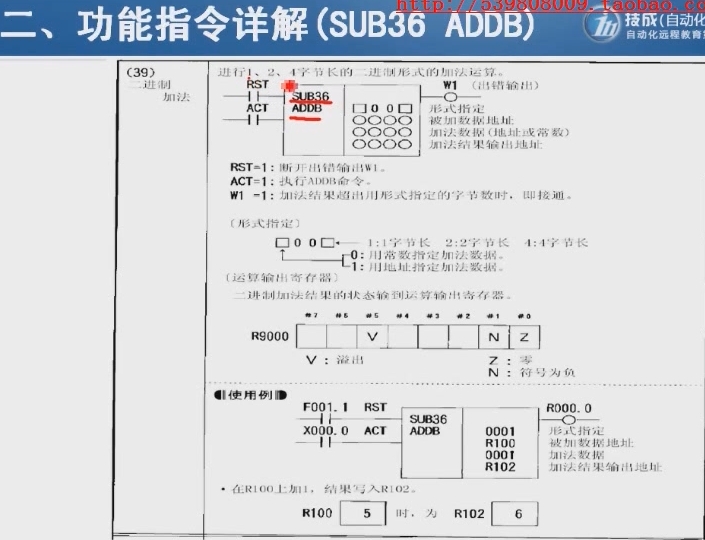 http://539808009.taobao.co
二、功能指令详解(SUB36 ADDB)
技成(自动化
自动化远程教育
(39)
二进制
加法
进行1、2、4字节长的二进制形式的加法运算。
RST
ACT
SUB36
ADDB
□ 0 0 □
○○○○
○○○○
○○○○
W1 (出错输出)
形式指定
被加数据地址
加法数据(地址或常数)
加法结果输出地址
RST=1: 断开出错输出W1。
ACT=1: 执行ADDB命令。
W1 =1: 加法结果超出用形式指定的字节数时, 即接通。
(形式指定)
□ 0 0 □ 1:1字节长 2:2字节长 4:4字节长
0: 用常数指定加法数据。
1: 用地址指定加法数据。
(运算输出寄存器)
二进制加法结果的状态输到运算输出寄存器。
#7 #6 #5 #4 #3 #2 #1 #0
R9000 V N Z
V : 溢出 Z : 零
N : 符号为负
使用例
F001.1 RST
X000.0 ACT
SUB36
ADDB
0001
R100
0001
R102
R000.0
形式指定
被加数据地址
加法数据
加法结果输出地址
・在R100上加1, 结果写入R102。
R100 5 时, 为 R102 6